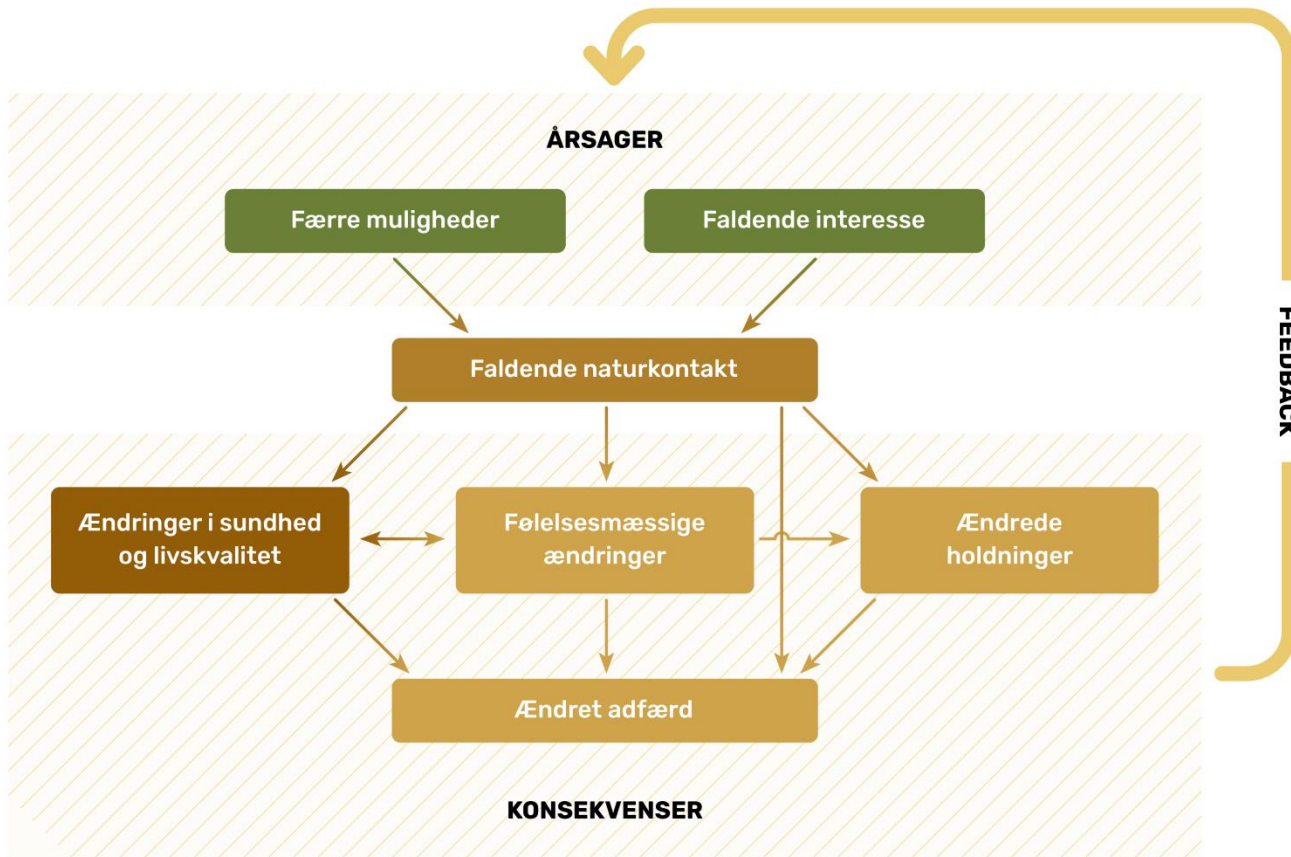 ÅRSAGER
Færre muligheder
Faldende interesse
Faldende naturkontakt
FEEDBACK
Ændringer i sundhed
og livskvalitet
Følelsesmæssige
ændringer
Ændrede
holdninger
Ændret adfærd
KONSEKVENSER